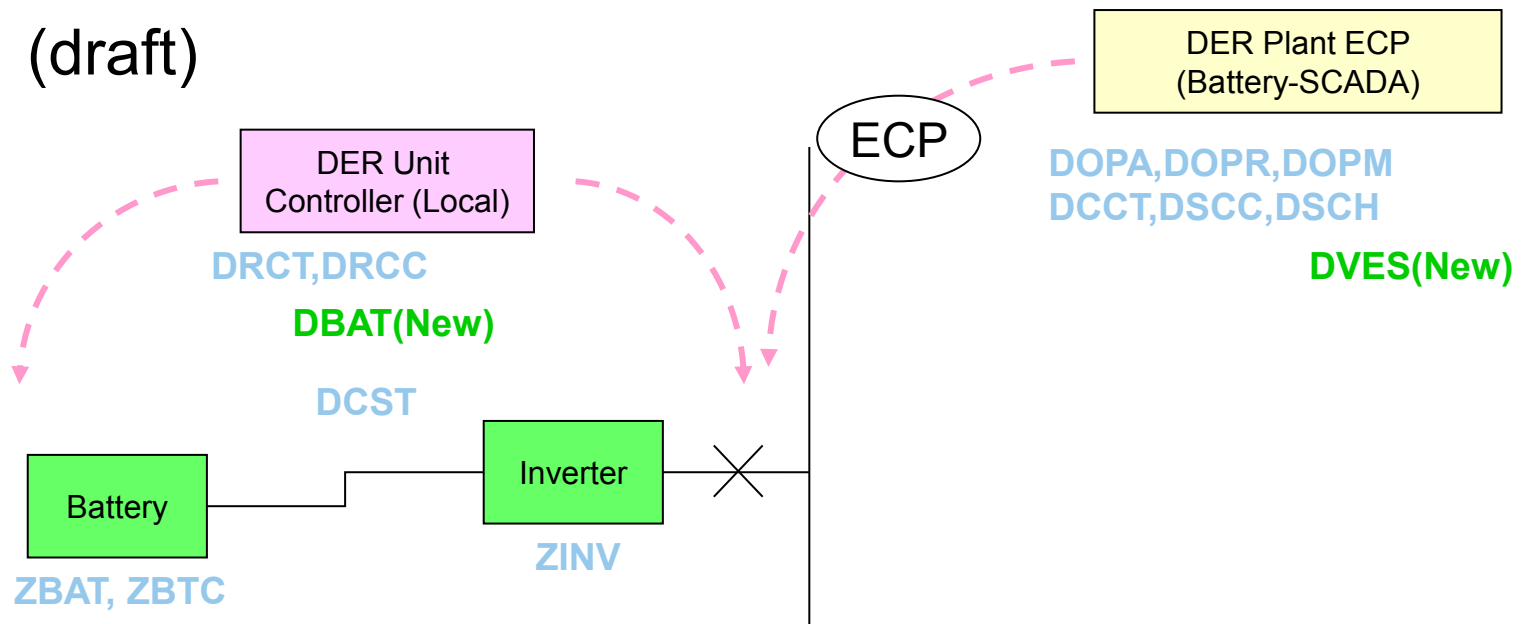 (draft)
DER Plant ECP
(Battery-SCADA)
ECP
DER Unit
Controller (Local)
DOPA,DOPR,DOPM
DCCT,DSCC,DSCH
DRCT,DRCC
DVES(New)
DBAT(New)
DCST
Inverter
Battery
ZINV
ZBAT, ZBTC